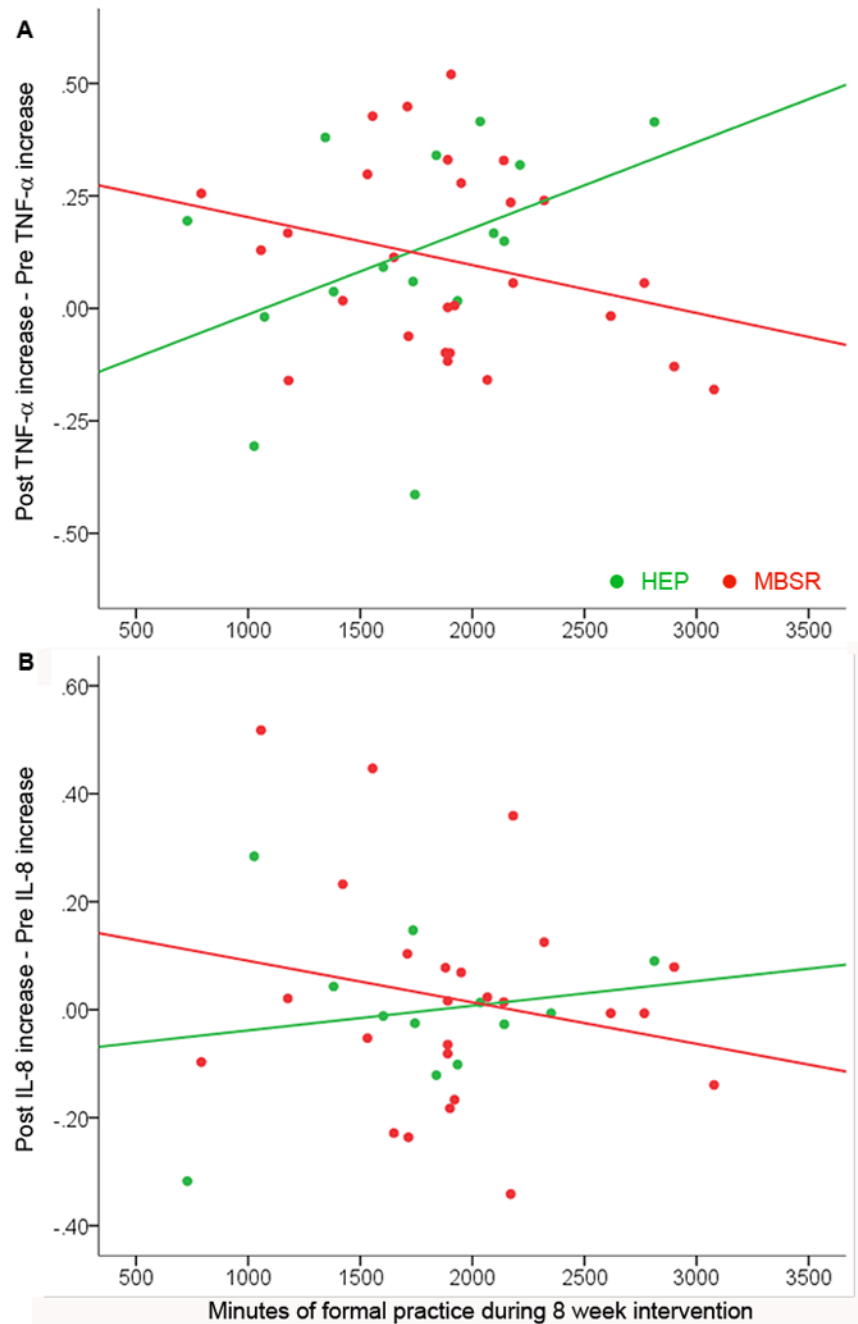 A
Post TNF-α increase - Pre TNF-α increase
.50
.25
.00
-.25
-.50
HEP MBSR
500 1000 1500 2000 2500 3000 3500
B
Post IL-8 increase - Pre IL-8 increase
.60
.40
.20
.00
-.20
-.40
500 1000 1500 2000 2500 3000 3500
Minutes of formal practice during 8 week intervention